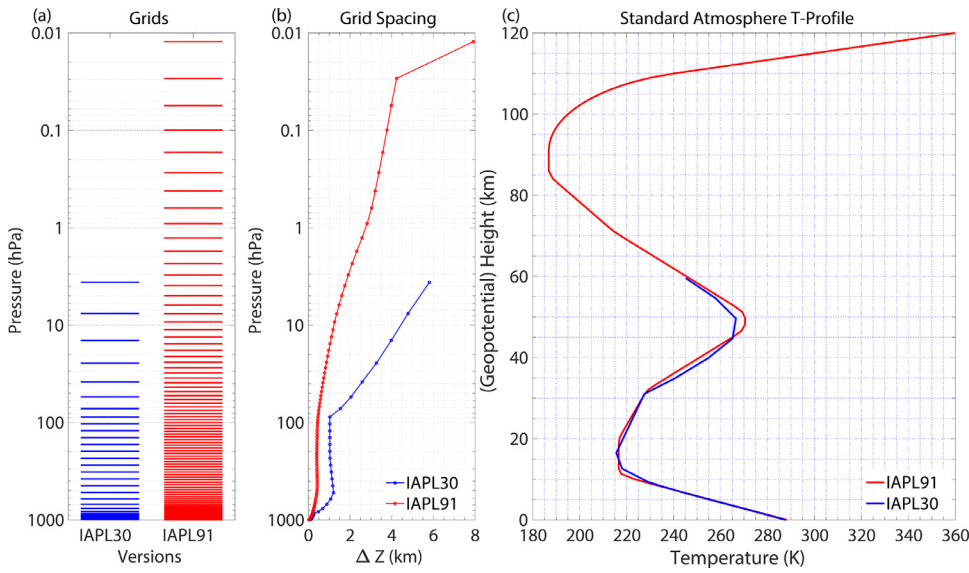 (a) Grids
Pressure (hPa)
0.01
0.1
1
10
100
1000
IAPL30 IAPL91
Versions
(b) Grid Spacing
Pressure (hPa)
0.01
0.1
1
10
100
1000
IAPL30
IAPL91
0 2 4 6 8
Δ Z (km)
(c) Standard Atmosphere T-Profile
(Geopotential) Height (km)
120
100
80
60
40
20
0
IAPL91
IAPL30
180 200 220 240 260 280 300 320 340 360
Temperature (K)